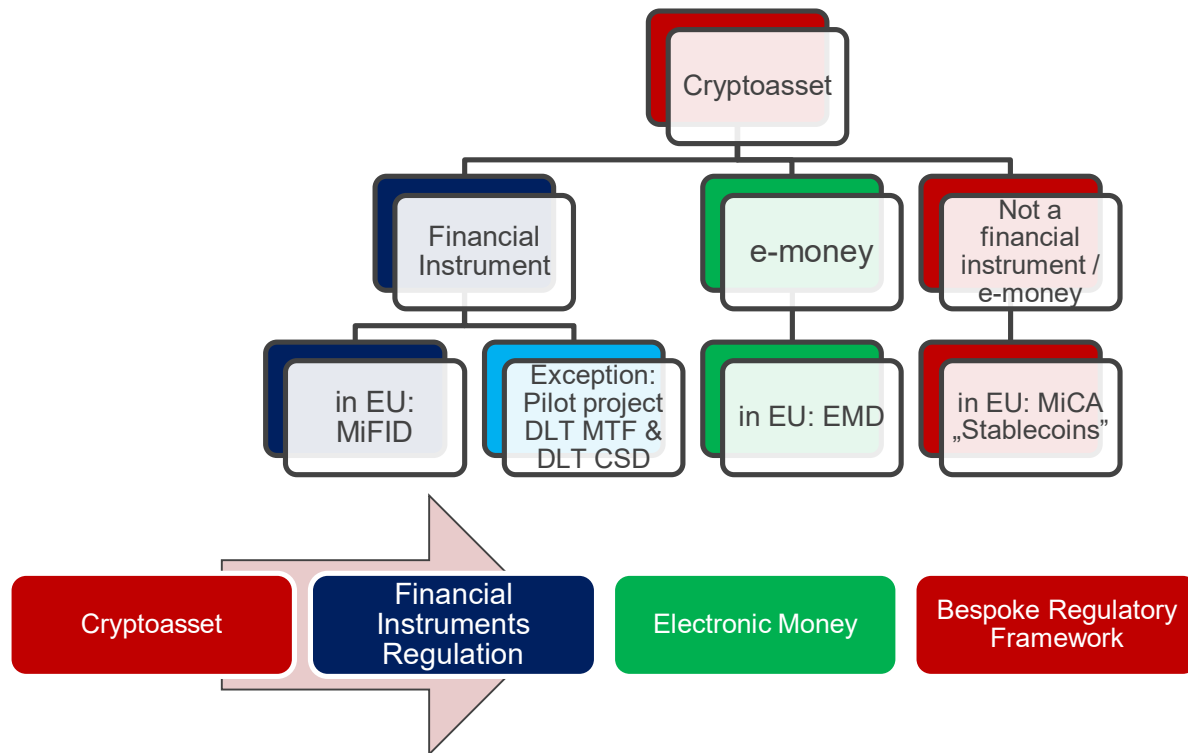 Cryptoasset
Financial
Instrument
e-money
Not a
financial
instrument /
e-money
in EU:
MiFID
Exception:
Pilot project
DLT MTF &
DLT CSD
in EU: EMD
in EU: MiCA
„Stablecoins”
Cryptoasset
Financial
Instruments
Regulation
Electronic Money
Bespoke Regulatory
Framework